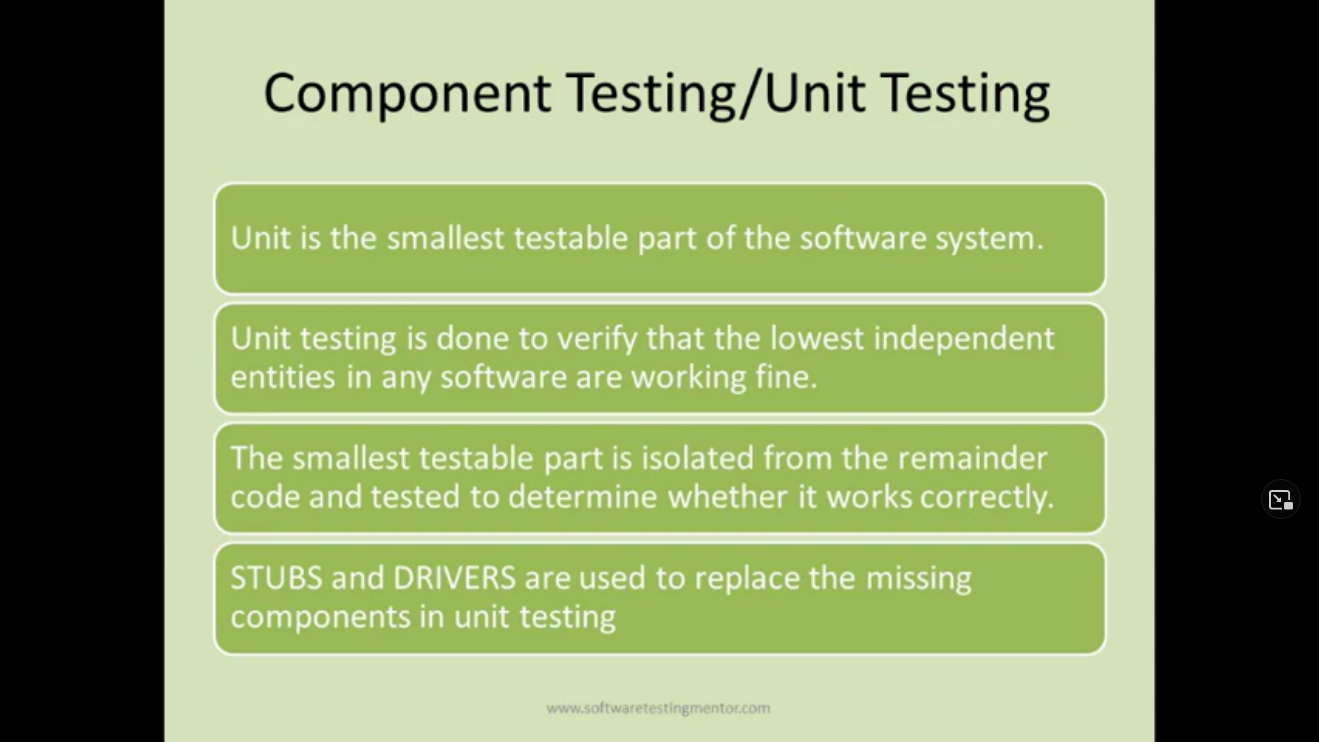 Component Testing/Unit Testing
Unit is the smallest testable part of the software system.
Unit testing is done to verify that the lowest independent
entities in any software are working fine.
The smallest testable part is isolated from the remainder
code and tested to determine whether it works correctly.
STUBS and DRIVERS are used to replace the missing
components in unit testing
www.softwaretestingmentor.com